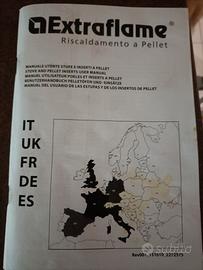 Extraflame®
Riscaldamento a Pellet
MANUALE UTENTE STUFE E INSERTI A PELLET
STOVE AND PELLET INSERTS USER MANUAL
MANUEL UTILISATEUR POELES ET INSERTS A PELLET
BENUTZERHANDBUCH PELLETÖFEN UND -EINSÄTZE
MANUAL DEL USUARIO DE LAS ESTUFAS Y DE LOS INSERTOS DE PELLET
IT
UK
FR
DE
ES
subito